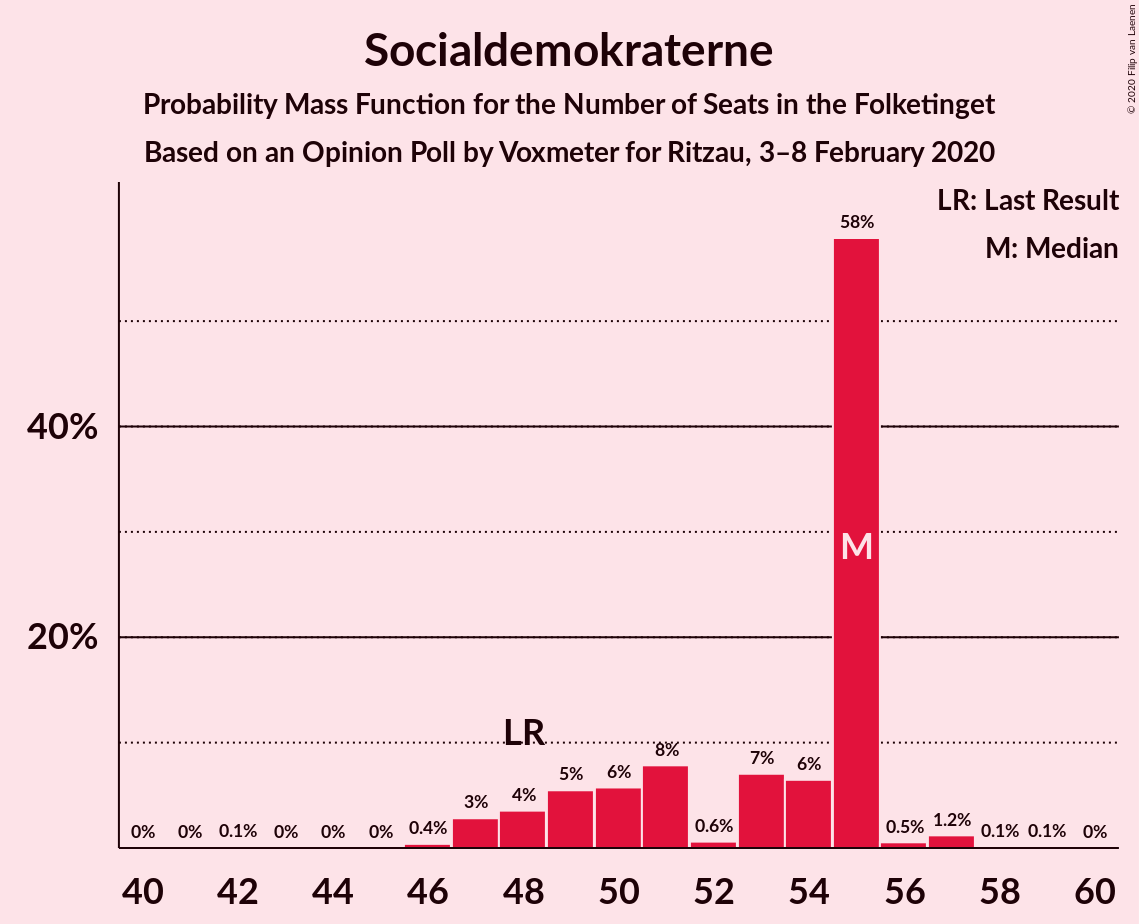 Socialdemokraterne
Probability Mass Function for the Number of Seats in the Folketinget
Based on an Opinion Poll by Voxmeter for Ritzau, 3–8 February 2020
© 2020 Filip van Laenen
LR: Last Result
M: Median
58%
40%
M
20%
LR
0% 0% 0.1% 0% 0% 0% 0.4% 3% 4% 5% 6% 8% 0.6% 7% 6% 0.5% 1.2% 0.1% 0.1% 0%
40 42 44 46 48 50 52 54 56 58 60